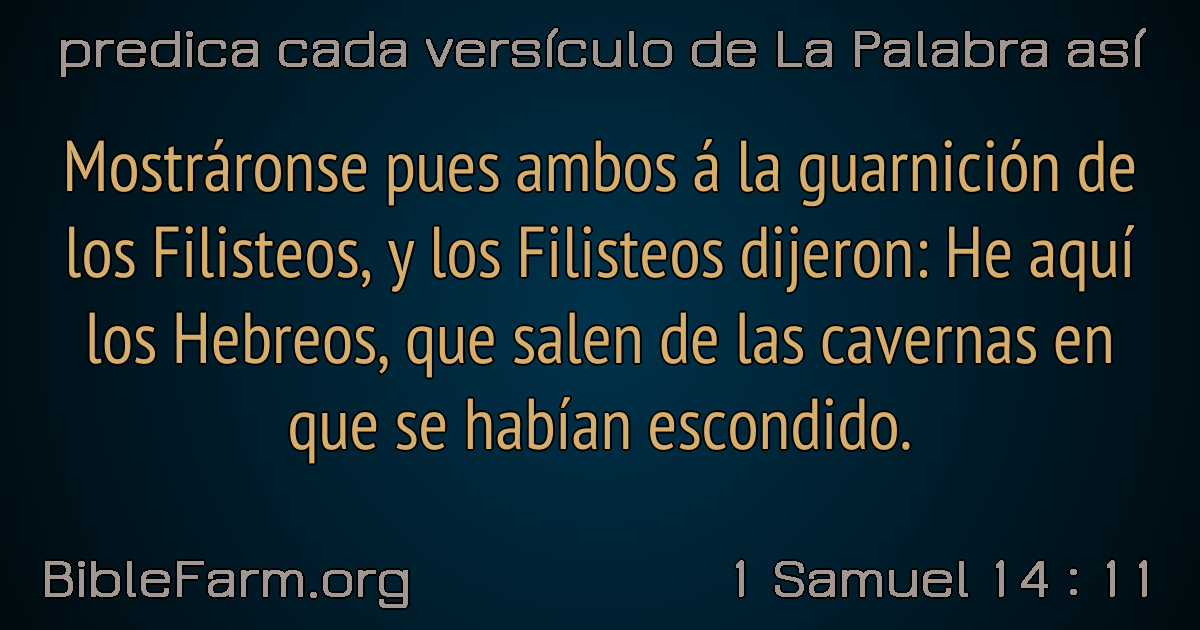 predica cada versículo de La Palabra así
Mostráronse pues ambos á la guarnición de
los Filisteos, y los Filisteos dijeron: He aquí
los Hebreos, que salen de las cavernas en
que se habían escondido.
BibleFarm.org
1 Samuel 14 : 11